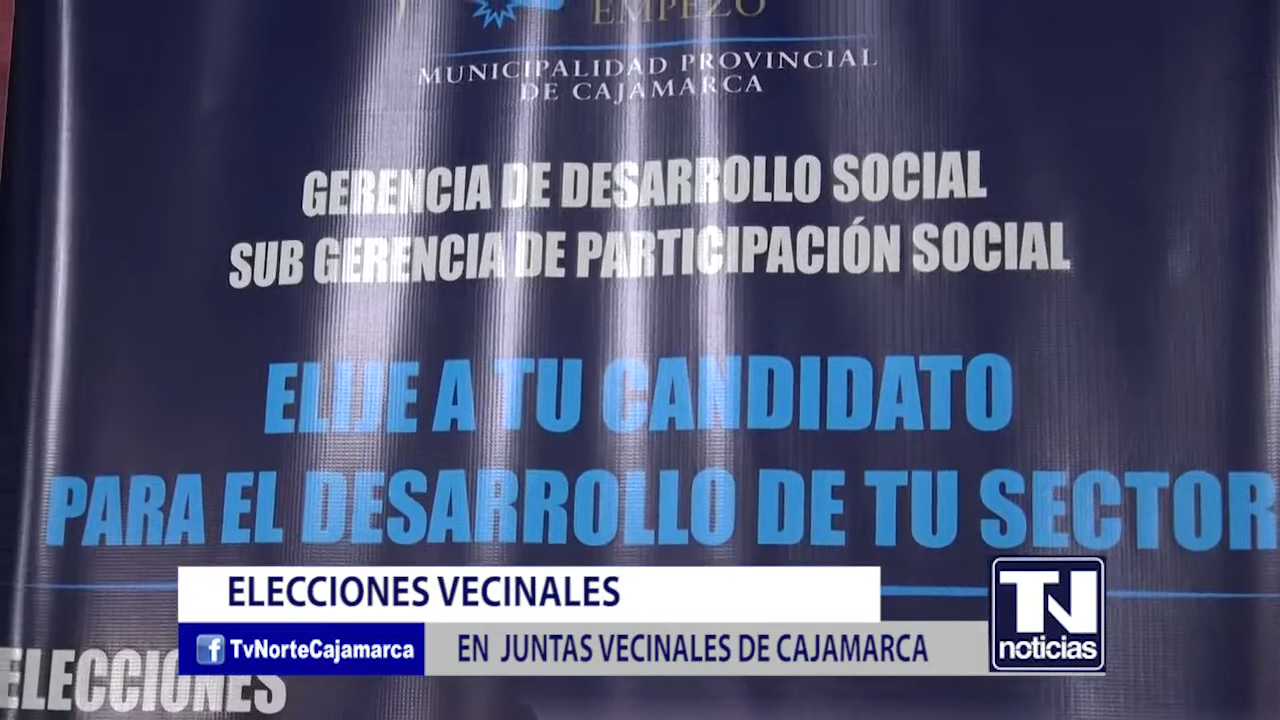 EMPEZÓ
MUNICIPALIDAD PROVINCIAL
DE CAJAMARCA
GERENCIA DE DESARROLLO SOCIAL
SUB GERENCIA DE PARTICIPACIÓN SOCIAL
ELIJE A TU CANDIDATO
PARA EL DESARROLLO DE TU SECTOR
ELECCIONES
ELECCIONES VECINALES
f TvNorteCajamarca
EN JUNTAS VECINALES DE CAJAMARCA
TN
noticias